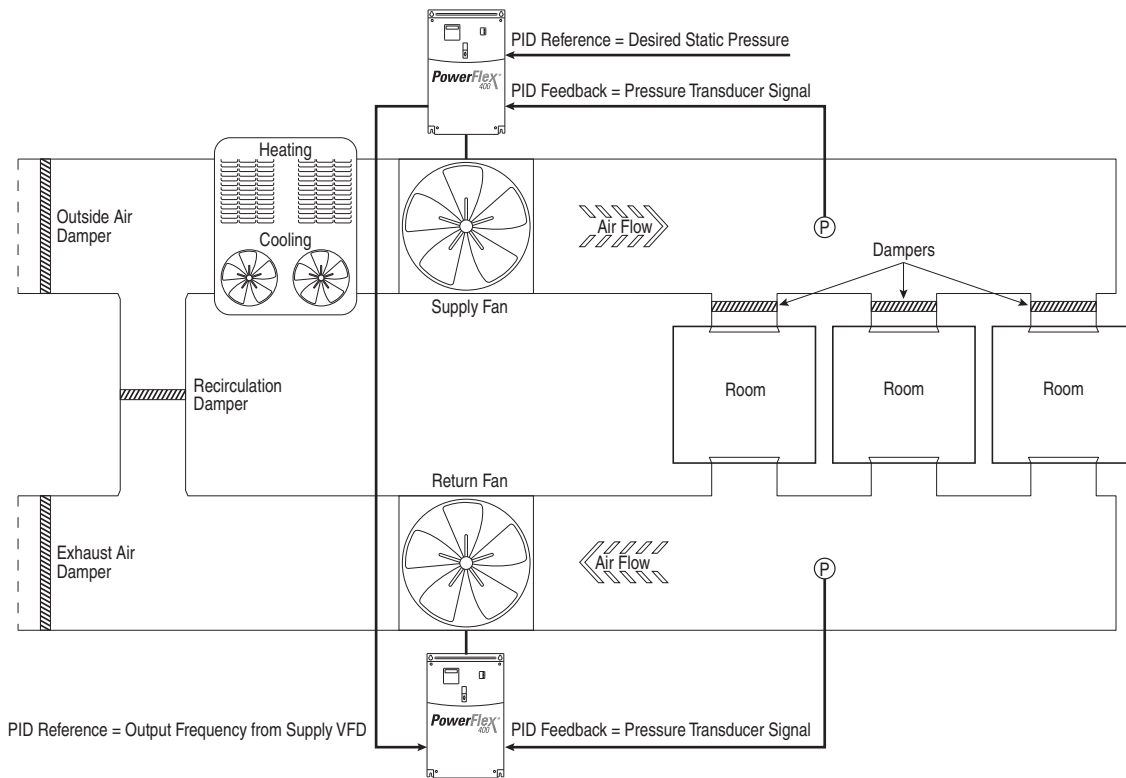 PID Reference = Desired Static Pressure
PowerFlex®
400
PID Feedback = Pressure Transducer Signal
Heating
Cooling
Outside Air
Damper
Air Flow
P
Dampers
Supply Fan
Recirculation
Damper
Room
Room
Room
Return Fan
Exhaust Air
Damper
Air Flow
P
PID Reference = Output Frequency from Supply VFD
PowerFlex®
400
PID Feedback = Pressure Transducer Signal